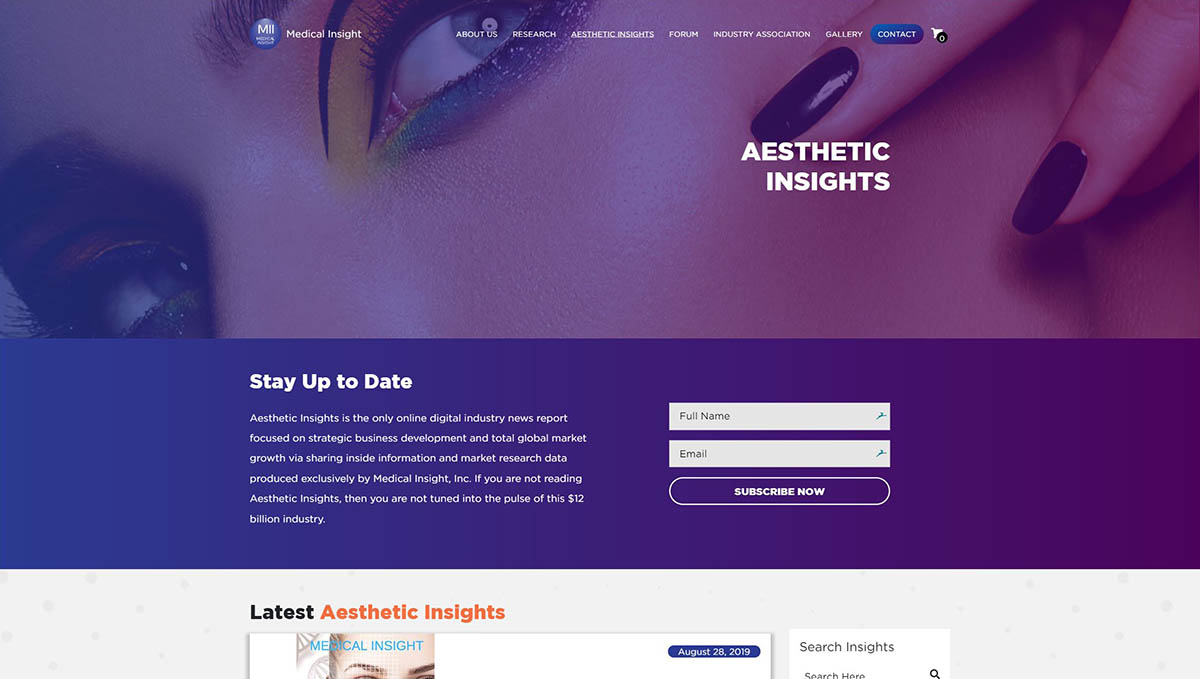 MII
MEDICAL
INSIGHT
Medical Insight
ABOUT US
RESEARCH
AESTHETIC INSIGHTS
FORUM
INDUSTRY ASSOCIATION
GALLERY
CONTACT
0
AESTHETIC
INSIGHTS
Stay Up to Date
Aesthetic Insights is the only online digital industry news report
focused on strategic business development and total global market
growth via sharing inside information and market research data
produced exclusively by Medical Insight, Inc. If you are not reading
Aesthetic Insights, then you are not tuned into the pulse of this $12
billion industry.
Full Name
Email
SUBSCRIBE NOW
Latest Aesthetic Insights
MEDICAL INSIGHT
August 28, 2019
Search Insights
Search Here